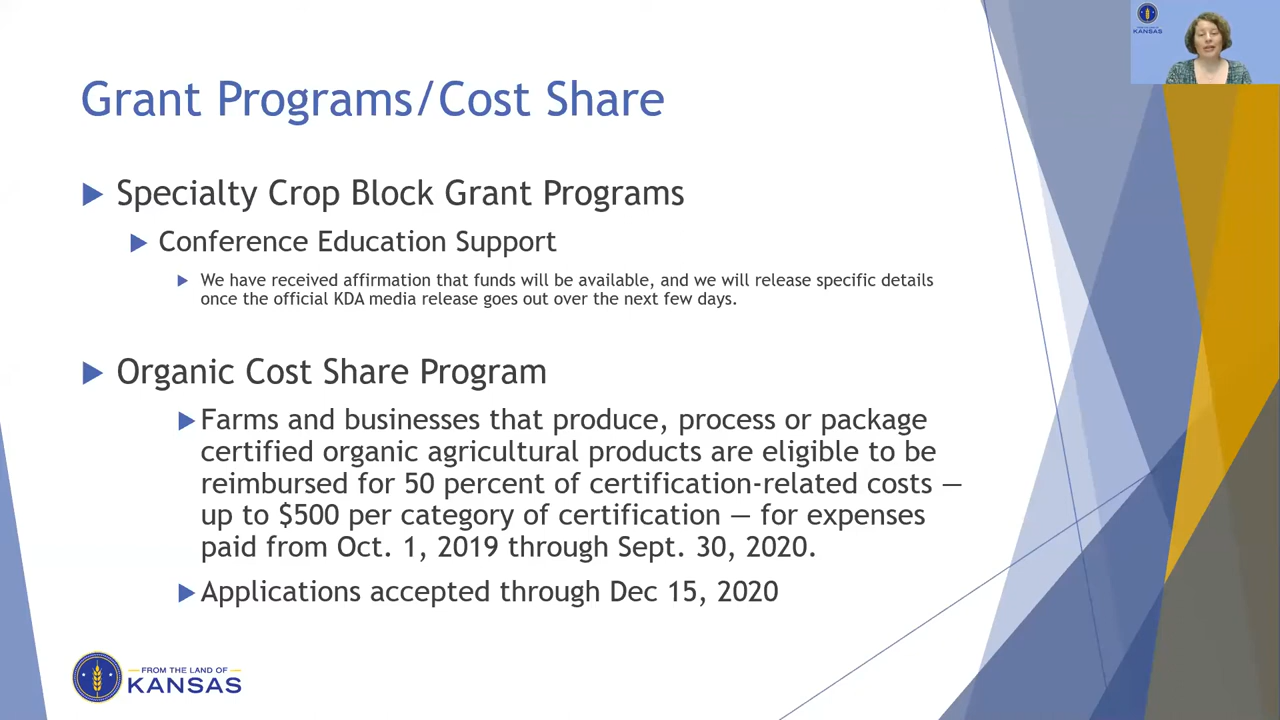 Grant Programs/Cost Share
Specialty Crop Block Grant Programs
Conference Education Support
We have received affirmation that funds will be available, and we will release specific details
once the official KDA media release goes out over the next few days.
Organic Cost Share Program
Farms and businesses that produce, process or package
certified organic agricultural products are eligible to be
reimbursed for 50 percent of certification-related costs —
up to $500 per category of certification — for expenses
paid from Oct. 1, 2019 through Sept. 30, 2020.
Applications accepted through Dec 15, 2020
FROM THE LAND OF
KANSAS
KANSAS